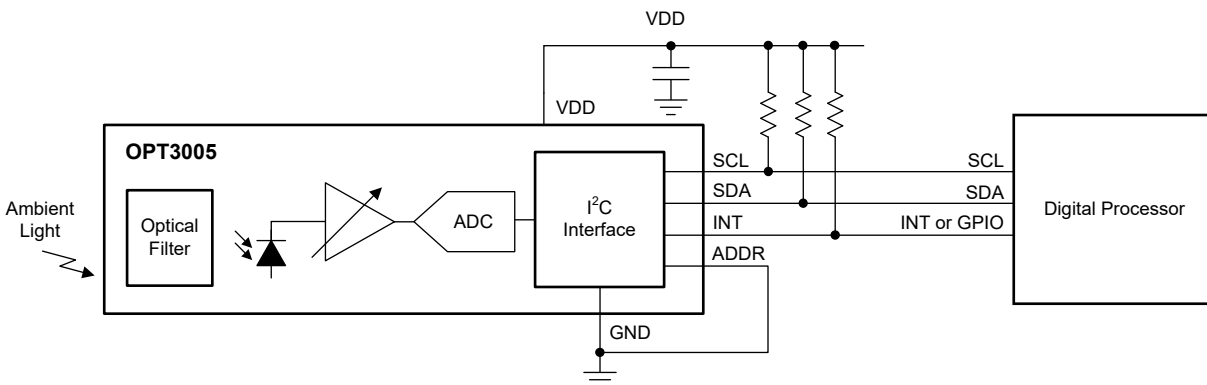 VDD
VDD
OPT3005
Ambient
Light
Optical
Filter
ADC
I²C
Interface
SCL
SDA
INT
ADDR
GND
SCL
SDA
INT or GPIO
Digital Processor